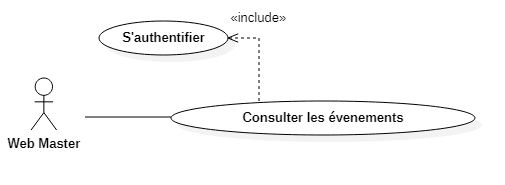 «include»
S'authentifier
Consulter les évenements
Web Master